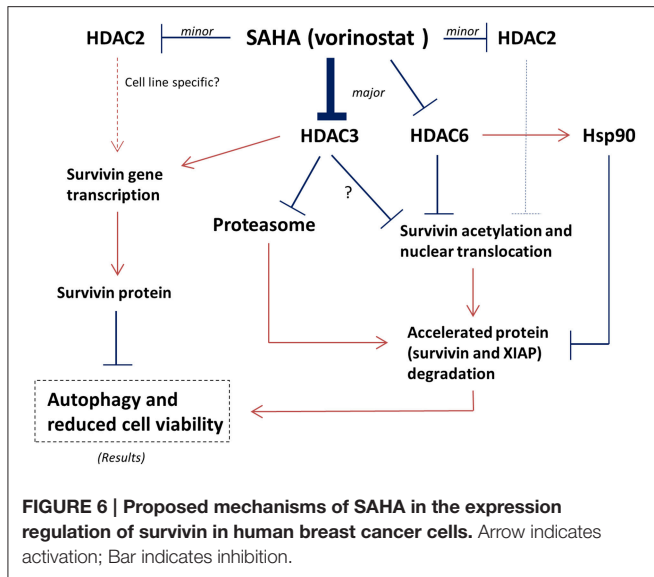 HDAC2
minor
SAHA (vorinostat )
minor
HDAC2
Cell line specific?
major
HDAC3
HDAC6
Hsp90
Survivin gene
transcription
?
Proteasome
Survivin acetylation and
nuclear translocation
Survivin protein
Accelerated protein
(survivin and XIAP)
degradation
Autophagy and
reduced cell viability
(Results)
FIGURE 6 | Proposed mechanisms of SAHA in the expression
regulation of survivin in human breast cancer cells. Arrow indicates
activation; Bar indicates inhibition.